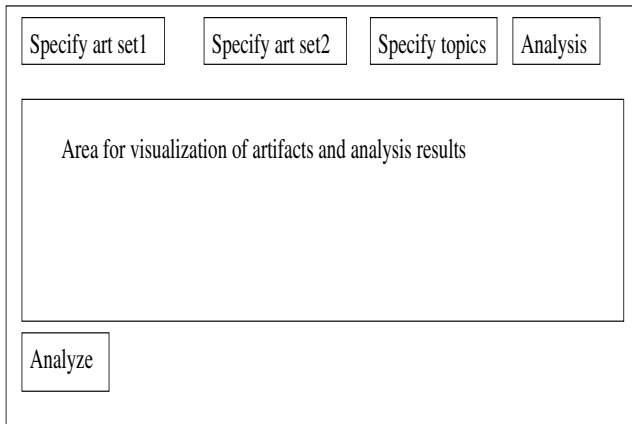 Specify art set1 Specify art set2 Specify topics Analysis
Area for visualization of artifacts and analysis results
Analyze